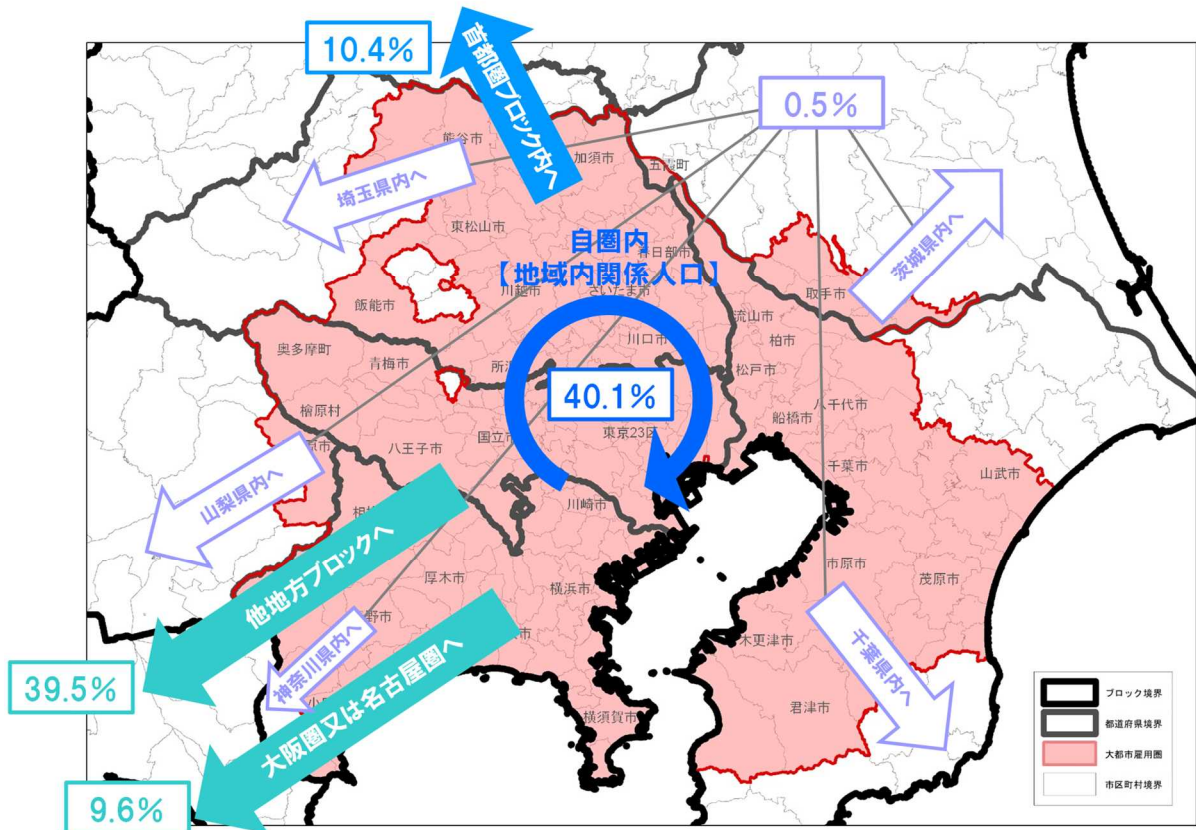 10.4%
首都圏ブロック内へ
0.5%
熊谷市
加須市
五霞町
埼玉県内へ
茨城県内へ
東松山市
自圏内
春日部市
【地域内関係人口】
川越市
さいたま市
取手市
飯能市
流山市
川口市
柏市
奥多摩町
青梅市
松戸市
40.1%
八千代市
船橋市
檜原村
国立市
東京23区
八王子市
千葉市
山武市
山梨県内へ
川崎市
他地方ブロックへ
市原市
茂原市
厚木市
横浜市
木更津市
千葉県内へ
神奈川県内へ
39.5%
大阪圏又は名古屋圏へ
君津市
横須賀市
9.6%
ブロック境界
都道府県境界
大都市雇用圏
市区町村境界